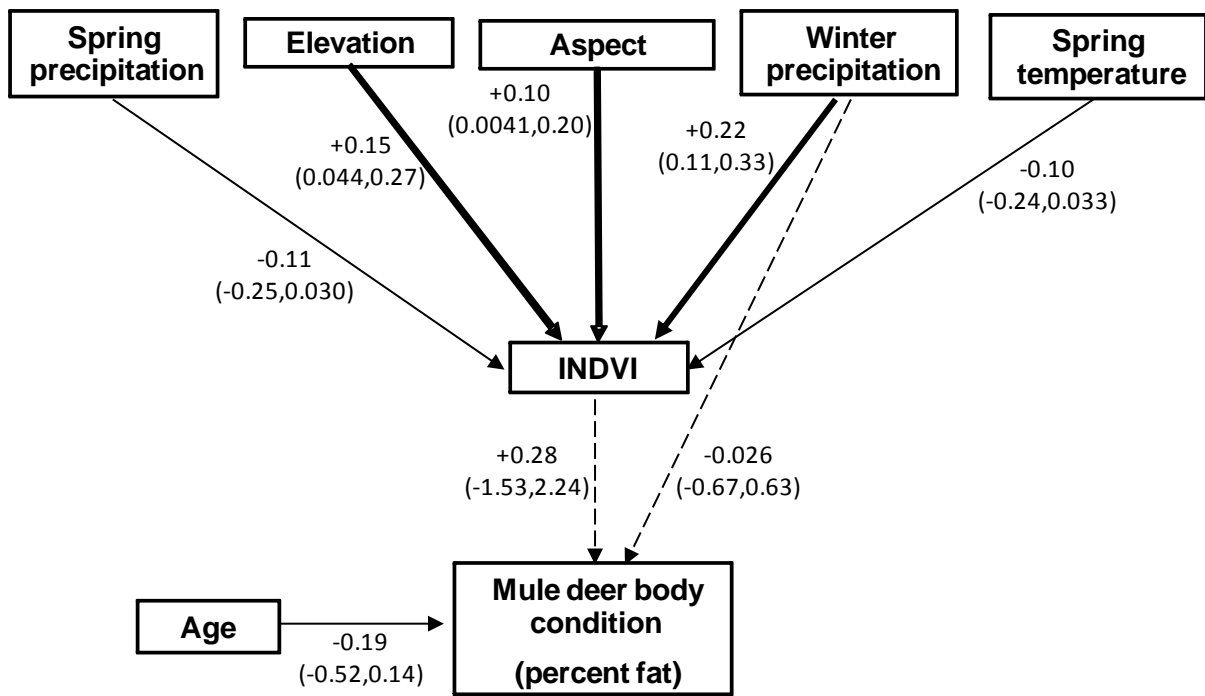 Spring
precipitation
Elevation
Aspect
Winter
precipitation
Spring
temperature
+0.10
(0.0041,0.20)
+0.15
(0.044,0.27)
+0.22
(0.11,0.33)
-0.10
(-0.24,0.033)
-0.11
(-0.25,0.030)
INDVI
+0.28
(-1.53,2.24)
-0.026
(-0.67,0.63)
Mule deer body
condition
(percent fat)
Age
-0.19
(-0.52,0.14)